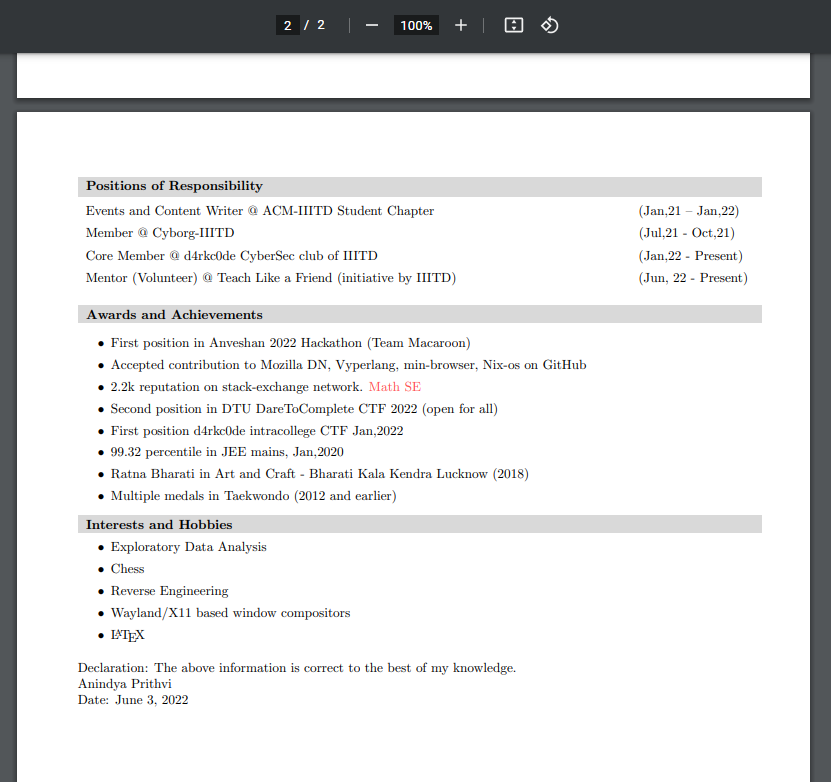 2 / 2 100%
Positions of Responsibility
Events and Content Writer @ ACM-IIITD Student Chapter (Jan,21 – Jan,22)
Member @ Cyborg-IIITD (Jul,21 - Oct,21)
Core Member @ d4rkc0de CyberSec club of IIITD (Jan,22 - Present)
Mentor (Volunteer) @ Teach Like a Friend (initiative by IIITD) (Jun, 22 - Present)
Awards and Achievements
• First position in Anveshan 2022 Hackathon (Team Macaroon)
• Accepted contribution to Mozilla DN, Vyperlang, min-browser, Nix-os on GitHub
• 2.2k reputation on stack-exchange network. Math SE
• Second position in DTU DareToComplete CTF 2022 (open for all)
• First position d4rkc0de intracollege CTF Jan,2022
• 99.32 percentile in JEE mains, Jan,2020
• Ratna Bharati in Art and Craft - Bharati Kala Kendra Lucknow (2018)
• Multiple medals in Taekwondo (2012 and earlier)
Interests and Hobbies
• Exploratory Data Analysis
• Chess
• Reverse Engineering
• Wayland/X11 based window compositors
• LATEX
Declaration: The above information is correct to the best of my knowledge.
Anindya Prithvi
Date: June 3, 2022